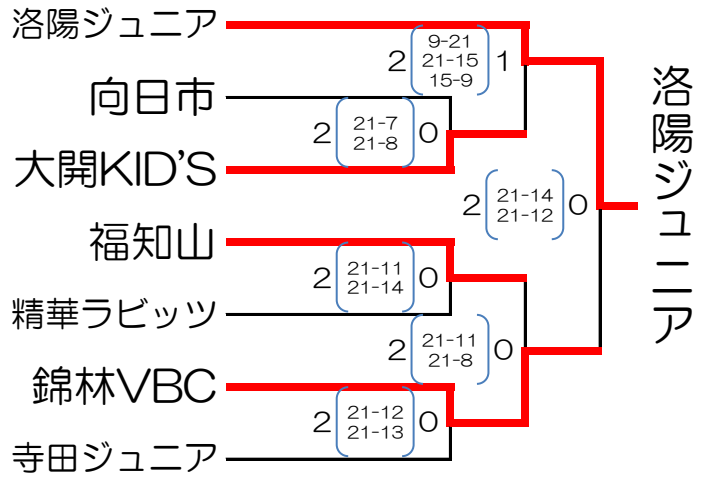 洛陽ジュニア
2 9-21 1
21-15
15-9
向日市
2 21-7 0
21-8
大開KID'S
2 21-14 0
21-12
洛陽ジュニア
福知山
2 21-11 0
21-14
精華ラビッツ
2 21-11 0
21-8
錦林VBC
2 21-12 0
21-13
寺田ジュニア